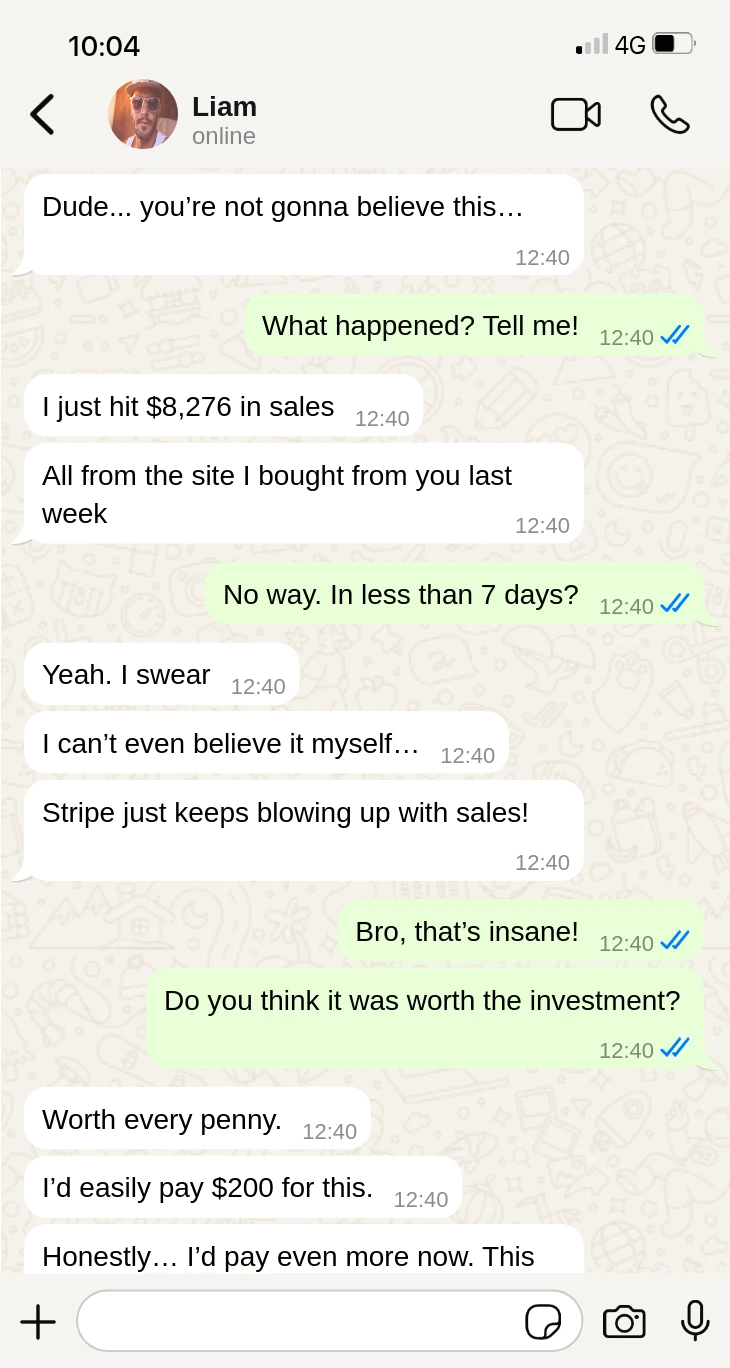 10:04
4G
Liam
online
Dude... you’re not gonna believe this…
12:40
What happened? Tell me!
12:40
I just hit $8,276 in sales
12:40
All from the site I bought from you last
week
12:40
No way. In less than 7 days?
12:40
Yeah. I swear
12:40
I can’t even believe it myself…
12:40
Stripe just keeps blowing up with sales!
12:40
Bro, that’s insane!
12:40
Do you think it was worth the investment?
12:40
Worth every penny.
12:40
I’d easily pay $200 for this.
12:40
Honestly… I’d pay even more now. This